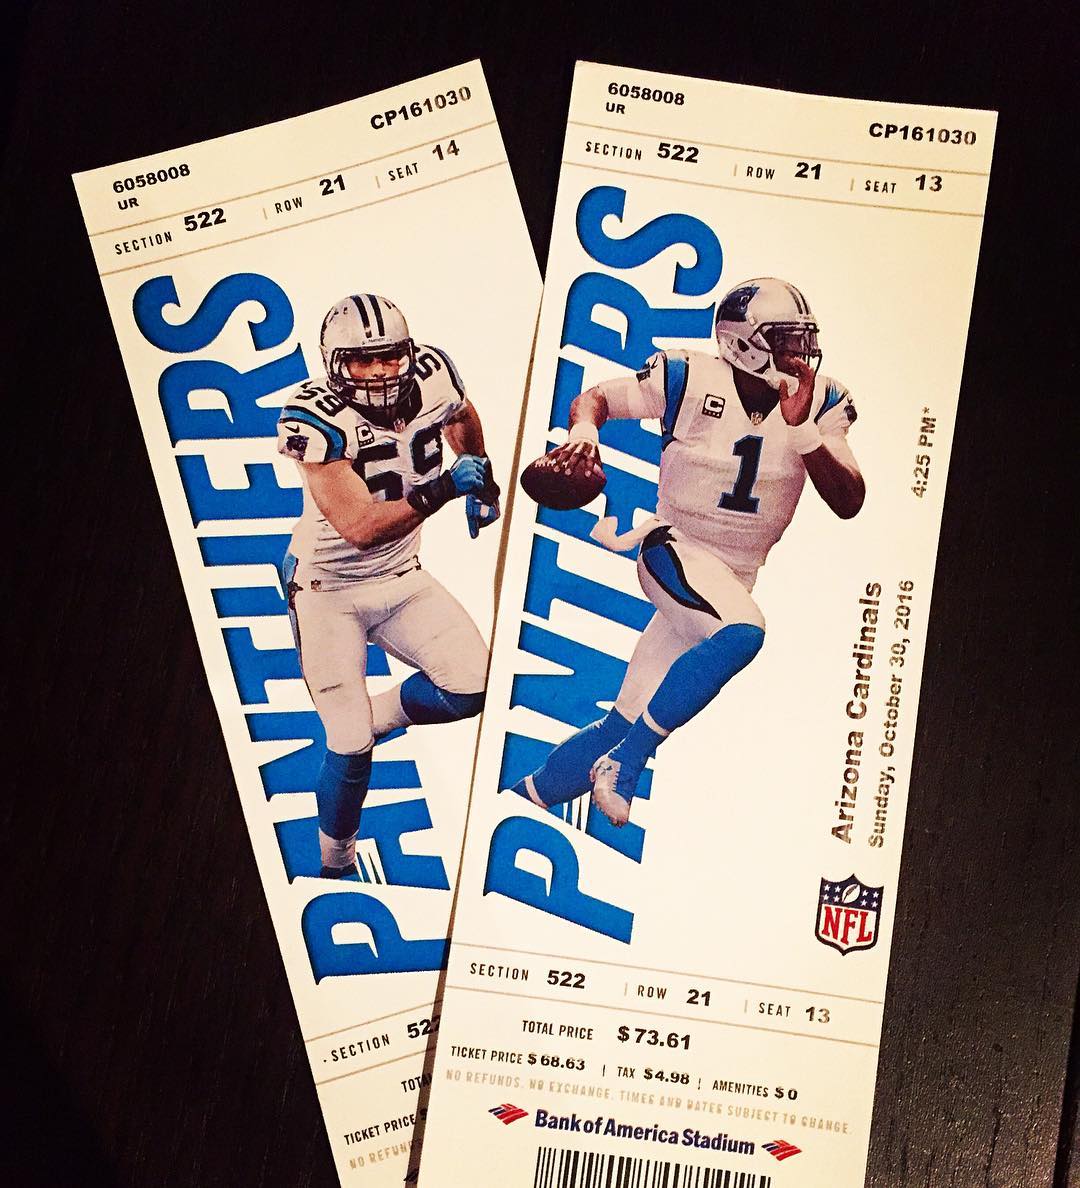 6058008
UR
CP161030
SECTION 522 | ROW 21 | SEAT 14
PANTHERS
59
59
C
SECTION 522
TICKET PRICE
6058008
UR
CP161030
SECTION 522 | ROW 21 | SEAT 13
PANTHERS
C
1
4:25 PM*
Arizona Cardinals
Sunday, October 30, 2016
NFL
SECTION 522 | ROW 21 | SEAT 13
TOTAL PRICE $73.61
TICKET PRICE $68.63 | TAX $4.98 | AMENITIES $0
NO REFUNDS. NO EXCHANGE. TIMES AND DATES SUBJECT TO CHANGE.
Bank of America Stadium